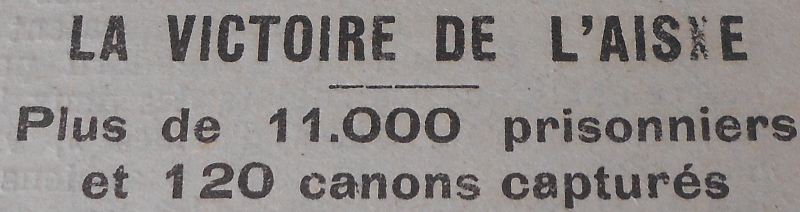 LA VICTOIRE DE L'AISNE
Plus de 11.000 prisonniers
et 120 canons capturés